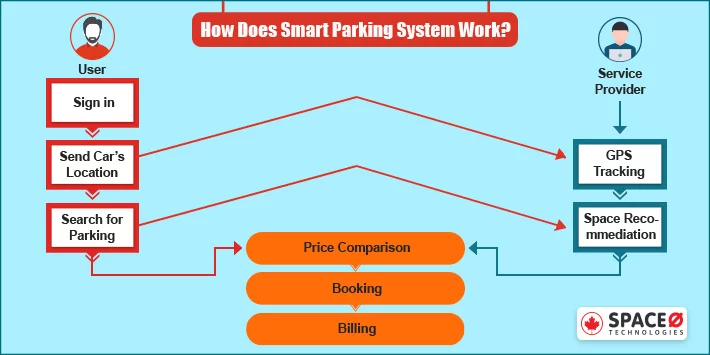 How Does Smart Parking System Work?
User
Sign in
Send Car's
Location
Search for
Parking
Service
Provider
GPS
Tracking
Space Reco-
mmediation
Price Comparison
Booking
Billing
SPACEO
TECHNOLOGIES